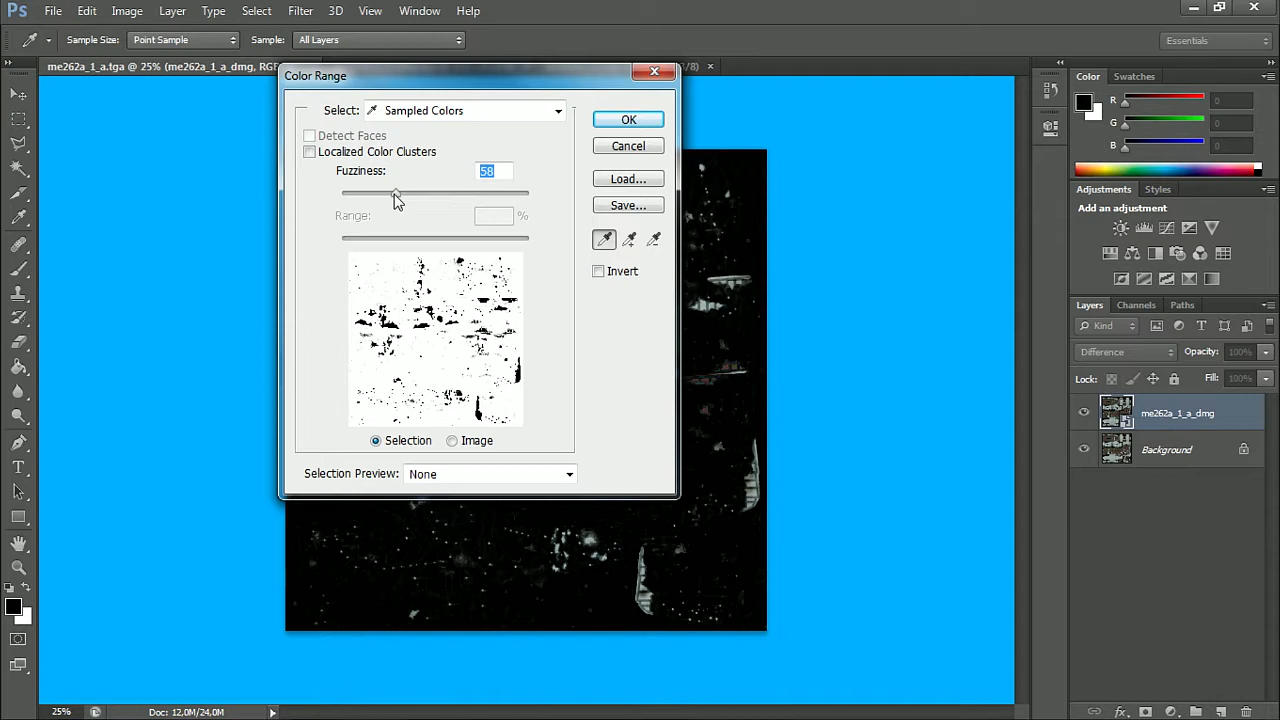 Ps File Edit Image Layer Type Select Filter 3D View Window Help
Sample Size: Point Sample Sample: All Layers Essentials
me262a_1_a.tga @ 25% (me262a_1_a_dmg, RG /8) ×
Color Range
Select: Sampled Colors
Detect Faces
Localized Color Clusters
Fuzziness: 58
Range: %
Selection Image
Selection Preview: None
OK
Cancel
Load...
Save...
Invert
Color Swatches
R 0
G 0
B 0
Adjustments Styles
Add an adjustment
Layers Channels Paths
Kind
Difference Opacity: 100%
Lock: Fill: 100%
me262a_1_a_dmg
Background
25% Doc: 12,0M/24,0M